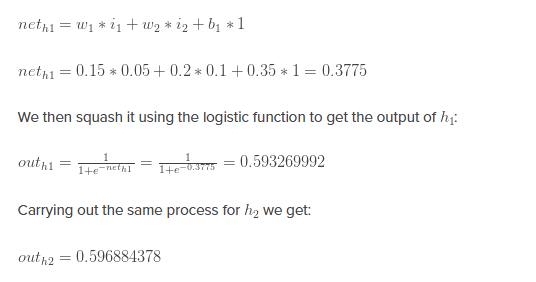 net_{h1} = w_1 * i_1 + w_2 * i_2 + b_1 * 1
net_{h1} = 0.15 * 0.05 + 0.2 * 0.1 + 0.35 * 1 = 0.3775
We then squash it using the logistic function to get the output of h_1:
out_{h1} = \frac{1}{1+e^{-net_{h1}}} = \frac{1}{1+e^{-0.3775}} = 0.593269992
Carrying out the same process for h_2 we get:
out_{h2} = 0.596884378